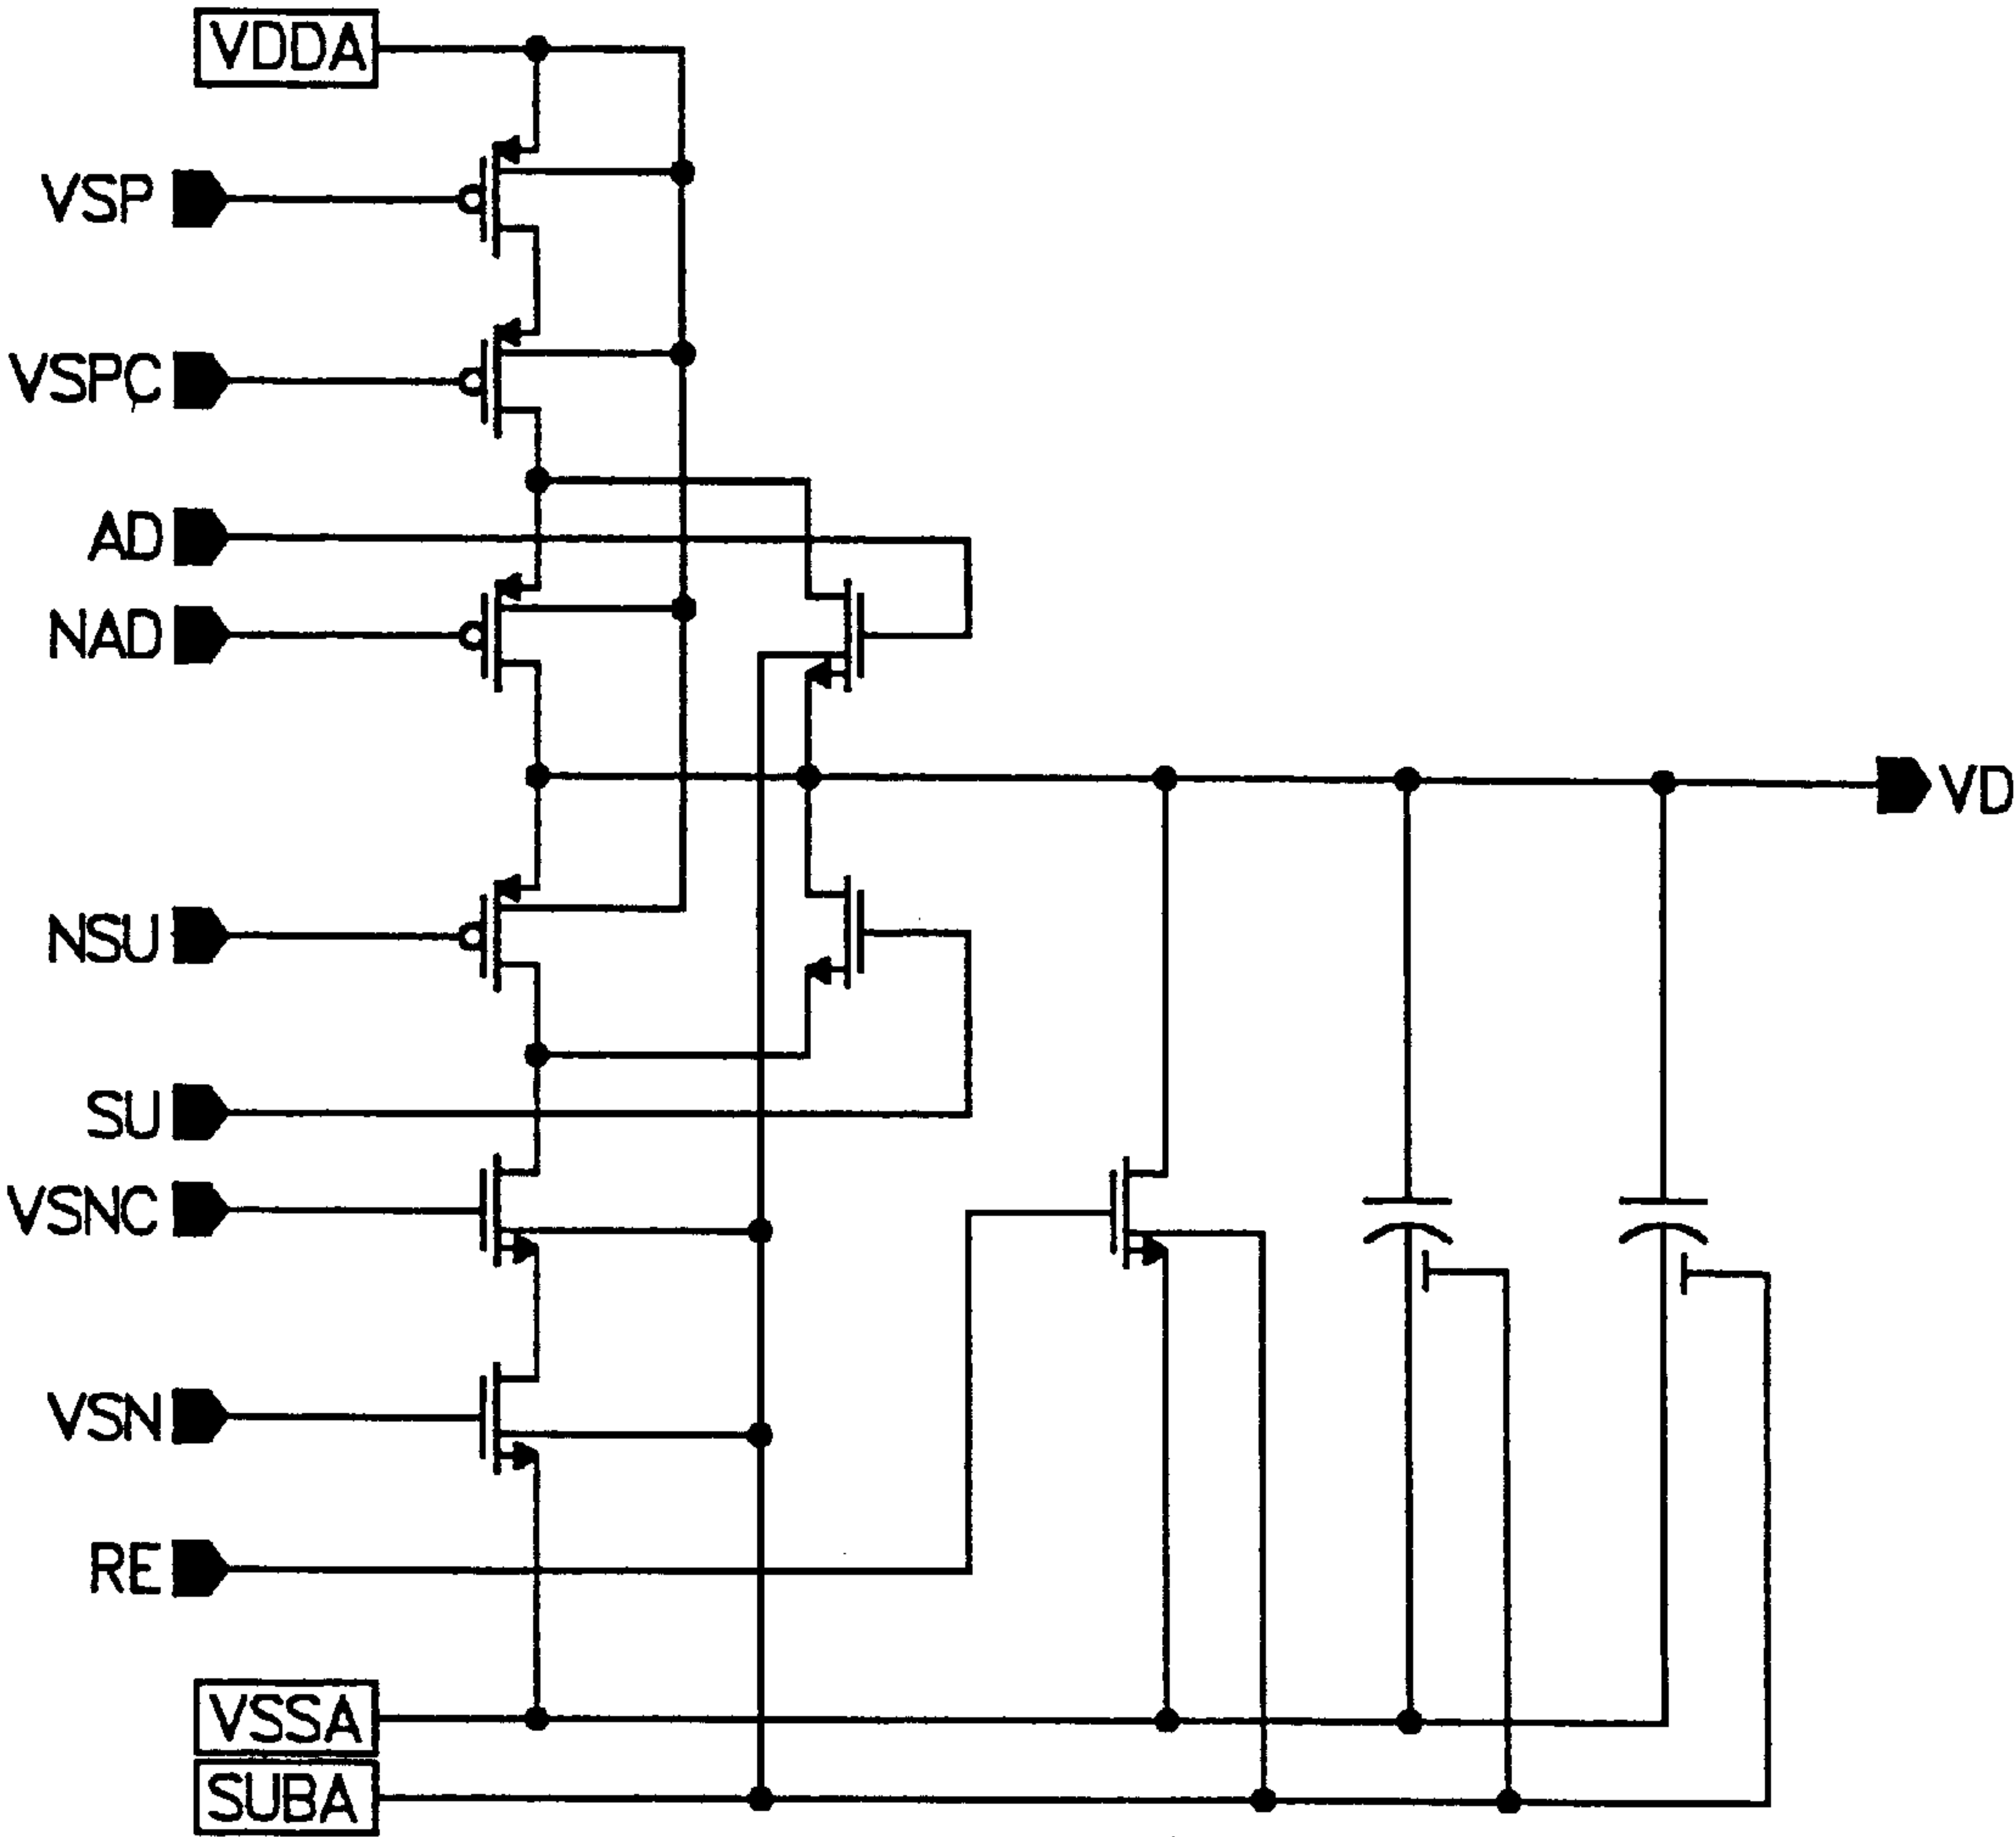 VDDA
VSP
VSPC
AD
NAD
VD
NSU
SU
VSNC
VSN
RE
VSSA
SUBA